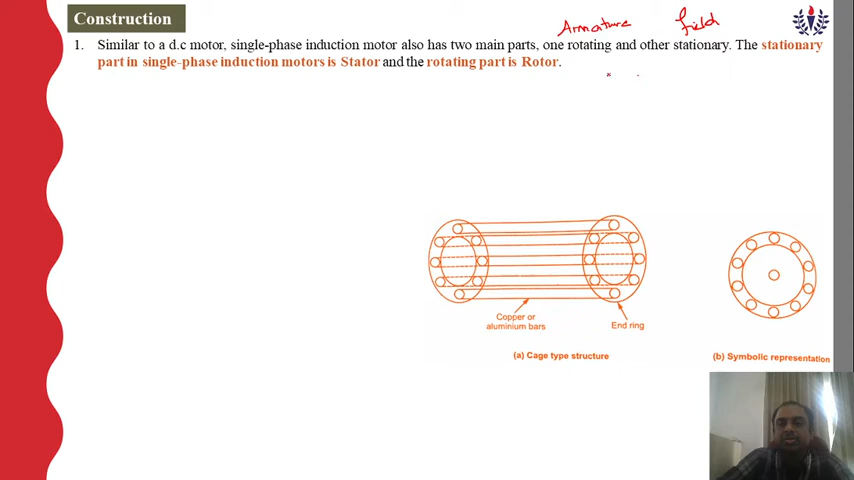 Construction
Armature field
1. Similar to a d.c motor, single-phase induction motor also has two main parts, one rotating and other stationary. The stationary
part in single-phase induction motors is Stator and the rotating part is Rotor.
Copper or
aluminium bars
End ring
(a) Cage type structure
(b) Symbolic representation